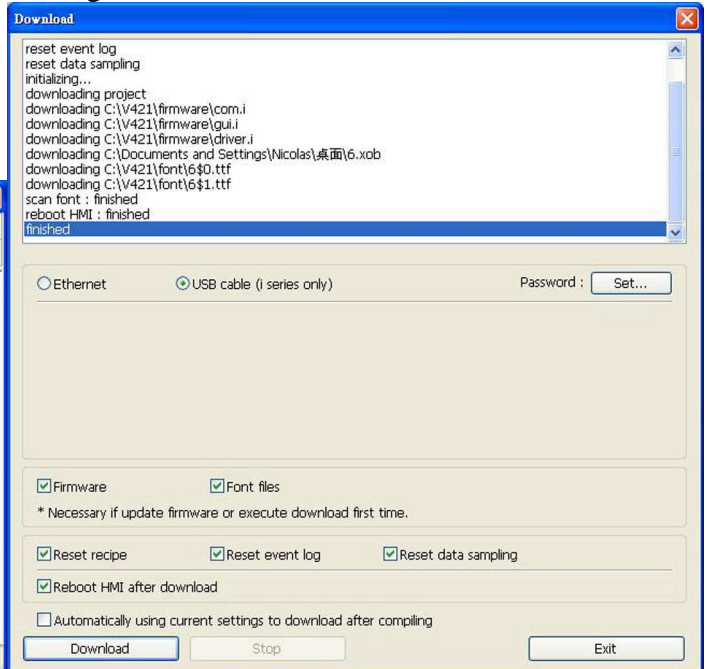 Download
reset event log
reset data sampling
initializing...
downloading project
downloading C:\V421\firmware\com.i
downloading C:\V421\firmware\gui.i
downloading C:\V421\firmware\driver.i
downloading C:\Documents and Settings\Nicolas\桌面\6.xob
downloading C:\V421\font\6$0.ttf
downloading C:\V421\font\6$1.ttf
scan font : finished
reboot HMI : finished
finished
Ethernet USB cable (i series only) Password : Set...
Firmware Font files
* Necessary if update firmware or execute download first time.
Reset recipe Reset event log Reset data sampling
Reboot HMI after download
Automatically using current settings to download after compiling
Download Stop Exit